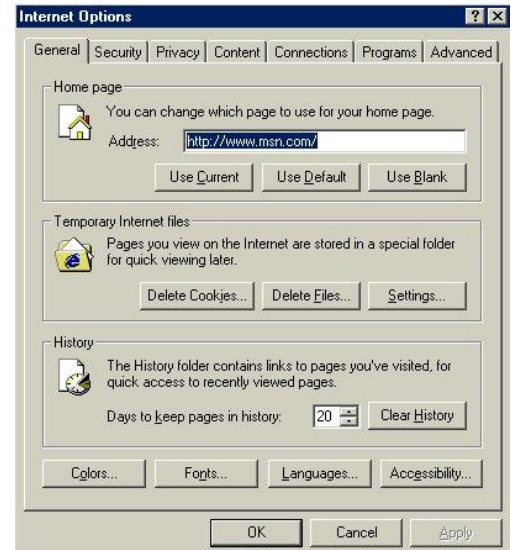 Internet Options
General Security Privacy Content Connections Programs Advanced
Home page
You can change which page to use for your home page.
Address: http://www.msn.com/
Use Current Use Default Use Blank
Temporary Internet files
Pages you view on the Internet are stored in a special folder
for quick viewing later.
Delete Cookies... Delete Files... Settings...
History
The History folder contains links to pages you've visited, for
quick access to recently viewed pages.
Days to keep pages in history: 20 Clear History
Colors... Fonts... Languages... Accessibility...
OK Cancel Apply